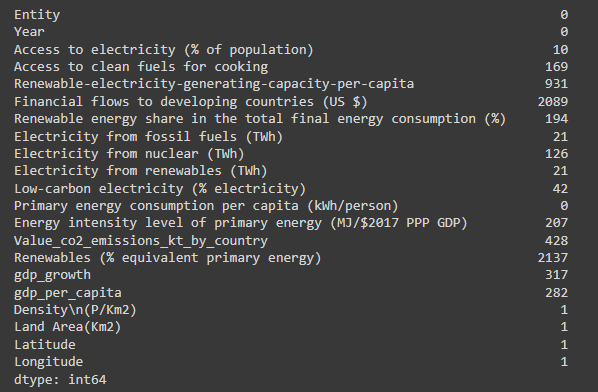 Entity 0
Year 0
Access to electricity (% of population) 10
Access to clean fuels for cooking 169
Renewable-electricity-generating-capacity-per-capita 931
Financial flows to developing countries (US $) 2089
Renewable energy share in the total final energy consumption (%) 194
Electricity from fossil fuels (TWh) 21
Electricity from nuclear (TWh) 126
Electricity from renewables (TWh) 21
Low-carbon electricity (% electricity) 42
Primary energy consumption per capita (kWh/person) 0
Energy intensity level of primary energy (MJ/$2017 PPP GDP) 207
Value_co2_emissions_kt_by_country 428
Renewables (% equivalent primary energy) 2137
gdp_growth 317
gdp_per_capita 282
Density\n(P/Km2) 1
Land Area(Km2) 1
Latitude 1
Longitude 1
dtype: int64